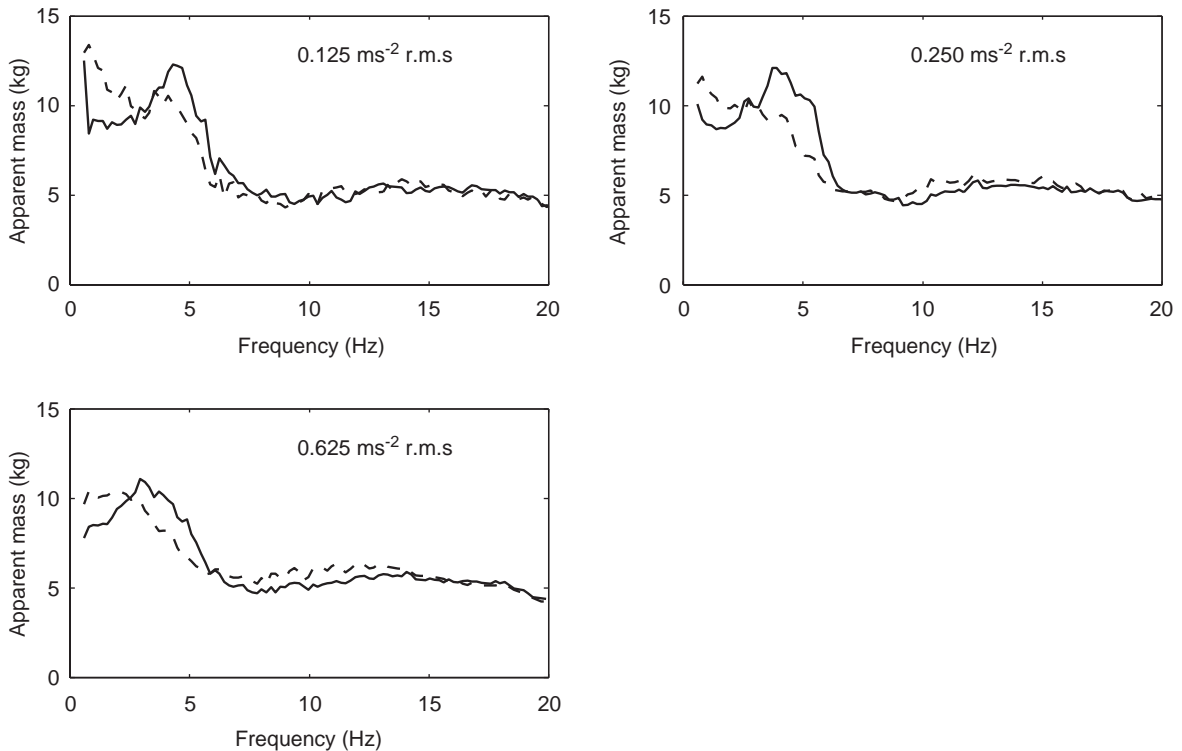 15
10
5
0
Apparent mass (kg)
0.125 ms⁻² r.m.s
0 5 10 15 20
Frequency (Hz)
15
10
5
0
Apparent mass (kg)
0.250 ms⁻² r.m.s
0 5 10 15 20
Frequency (Hz)
15
10
5
0
Apparent mass (kg)
0.625 ms⁻² r.m.s
0 5 10 15 20
Frequency (Hz)